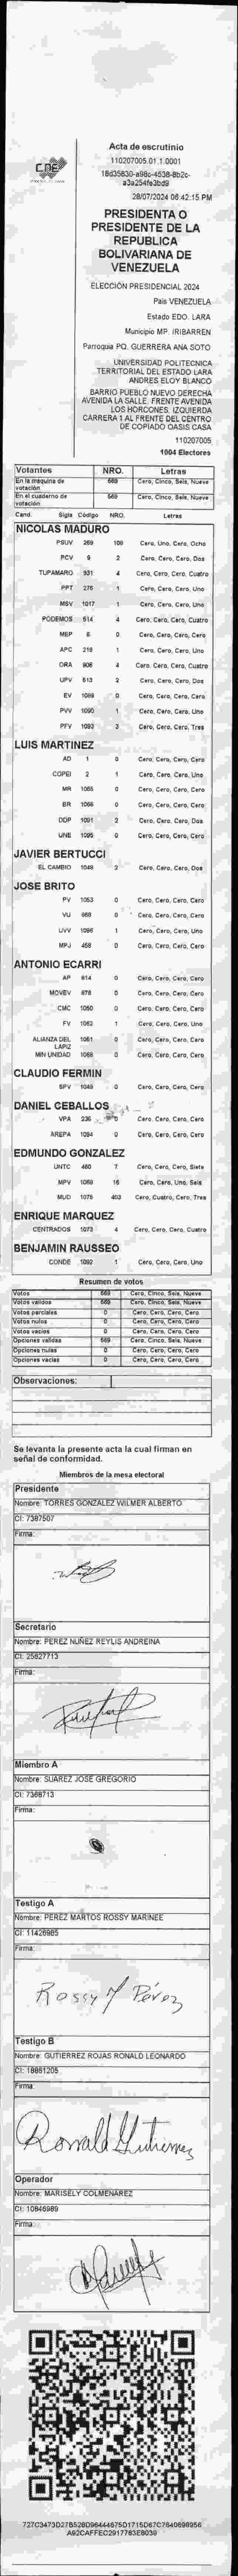 CNE
Acta de escrutinio
110207005.01.1.0001
28/07/2024 06:42:15 PM
PRESIDENTA O
PRESIDENTE DE LA
REPUBLICA
BOLIVARIANA DE
VENEZUELA
ELECCIÓN PRESIDENCIAL 2024
País VENEZUELA
Estado EDO. LARA
Municipio MP. IRIBARREN
Parroquia PQ. GUERRERA ANA SOTO
UNIVERSIDAD POLITECNICA
TERRITORIAL DEL ESTADO LARA
ANDRES ELOY BLANCO
BARRIO PUEBLO NUEVO DERECHA
AVENIDA LA SALLE. FRENTE AVENIDA
LOS HORCONES. IZQUIERDA
CARRERA 1 AL FRENTE DEL CENTRO
DE COPIADO OASIS CASA
110207005
1004 Electores
Votantes NRO. Letras
En la máquina de votación 569 Cero, Cinco, Seis, Nueve
En el cuaderno de votación 569 Cero, Cinco, Seis, Nueve
Cand. Sigla Código NRO. Letras
NICOLAS MADURO
PSUV 269 108 Cero, Uno, Cero, Ocho
PCV 9 2 Cero, Cero, Cero, Dos
TUPAMARO 931 4 Cero, Cero, Cero, Cuatro
PPT 275 1 Cero, Cero, Cero, Uno
MSV 1017 1 Cero, Cero, Cero, Uno
PODEMOS 514 4 Cero, Cero, Cero, Cuatro
MEP 6 0 Cero, Cero, Cero, Cero
APC 219 1 Cero, Cero, Cero, Uno
ORA 906 4 Cero, Cero, Cero, Cuatro
UPV 613 2 Cero, Cero, Cero, Dos
EV 1089 0 Cero, Cero, Cero, Cero
PVV 1090 1 Cero, Cero, Cero, Uno
PFV 1093 3 Cero, Cero, Cero, Tres
LUIS MARTINEZ
AD 1 0 Cero, Cero, Cero, Cero
COPEI 2 1 Cero, Cero, Cero, Uno
MR 1055 0 Cero, Cero, Cero, Cero
BR 1066 0 Cero, Cero, Cero, Cero
DDP 1091 2 Cero, Cero, Cero, Dos
UNE 1095 0 Cero, Cero, Cero, Cero
JAVIER BERTUCCI
EL CAMBIO 1048 2 Cero, Cero, Cero, Dos
JOSE BRITO
PV 1053 0 Cero, Cero, Cero, Cero
VU 968 0 Cero, Cero, Cero, Cero
UVV 1096 1 Cero, Cero, Cero, Uno
MPJ 458 0 Cero, Cero, Cero, Cero
ANTONIO ECARRI
AP 814 0 Cero, Cero, Cero, Cero
MOVEV 878 0 Cero, Cero, Cero, Cero
CMC 1050 0 Cero, Cero, Cero, Cero
FV 1052 1 Cero, Cero, Cero, Uno
ALIANZA DEL LAPIZ 1051 0 Cero, Cero, Cero, Cero
MIN UNIDAD 1058 0 Cero, Cero, Cero, Cero
CLAUDIO FERMIN
SPV 1049 0 Cero, Cero, Cero, Cero
DANIEL CEBALLOS
VPA 236 0 Cero, Cero, Cero, Cero
AREPA 1094 0 Cero, Cero, Cero, Cero
EDMUNDO GONZALEZ
UNTC 480 7 Cero, Cero, Cero, Siete
MPV 1069 16 Cero, Cero, Uno, Seis
MUD 1076 403 Cero, Cuatro, Cero, Tres
ENRIQUE MARQUEZ
CENTRADOS 1073 4 Cero, Cero, Cero, Cuatro
BENJAMIN RAUSSEO
CONDE 1092 1 Cero, Cero, Cero, Uno
Resumen de votos
Votos 569 Cero, Cinco, Seis, Nueve
Votos validos 569 Cero, Cinco, Seis, Nueve
Votos parciales 0 Cero, Cero, Cero, Cero
Votos nulos 0 Cero, Cero, Cero, Cero
Votos vacíos 0 Cero, Cero, Cero, Cero
Opciones validas 569 Cero, Cinco, Seis, Nueve
Opciones nulas 0 Cero, Cero, Cero, Cero
Opciones vacías 0 Cero, Cero, Cero, Cero
Observaciones:
Se levanta la presente acta la cual firman en
señal de conformidad.
Miembros de la mesa electoral
Presidente
Nombre: TORRES GONZALEZ WILMER ALBERTO
CI: 7387507
Firma:
Secretario
Nombre: PEREZ NUÑEZ REYLIS ANDREINA
CI: 25627713
Firma:
Miembro A
Nombre: SUAREZ JOSE GREGORIO
CI: 7368713
Firma:
Testigo A
Nombre: PEREZ MARTOS ROSSY MARINEE
CI: 11426985
Firma:
Rossy M Pérez
Testigo B
Nombre: GUTIERREZ ROJAS RONALD LEONARDO
CI: 18861205
Firma:
Ronald Gutierrez
Operador
Nombre: MARISELY COLMENAREZ
CI: 10846989
Firma: